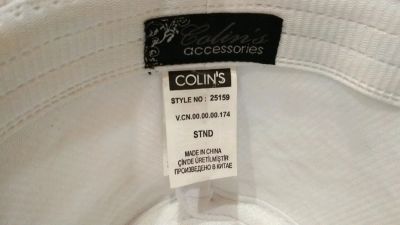 Colin's
accessories
COLIN'S
STYLE NO : 25159
V.CN.00.00.00.174
STND
MADE IN CHINA
ÇİN'DE ÜRETİLMİŞTİR
ПРОИЗВЕДЕНО В КИТАЕ